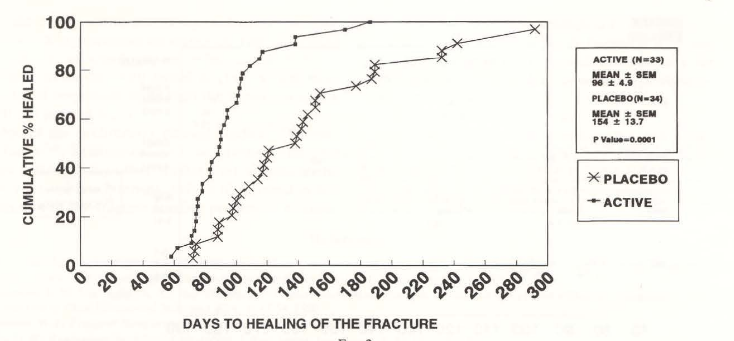 100
80
60
40
20
0
CUMULATIVE % HEALED
0 20 40 60 80 100 120 140 160 180 200 220 240 260 280 300
DAYS TO HEALING OF THE FRACTURE
ACTIVE (N=33)
MEAN ± SEM
96 ± 4.9
PLACEBO(N=34)
MEAN ± SEM
154 ± 13.7
P Value=0.0001
PLACEBO
ACTIVE